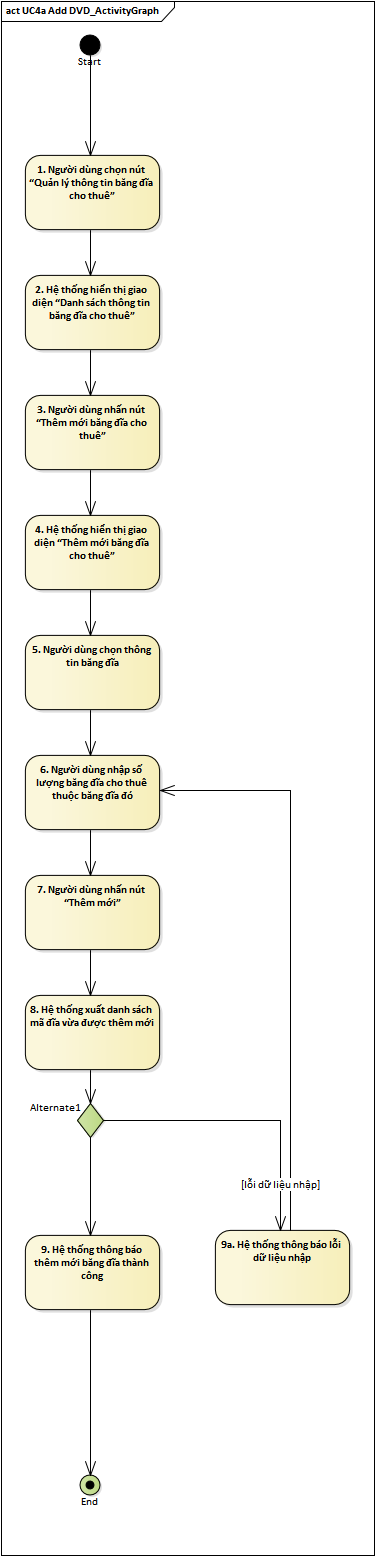 act UC4a Add DVD_ActivityGraph
Start
1. Người dùng chọn nút
“Quản lý thông tin băng đĩa
cho thuê”
2. Hệ thống hiển thị giao
diện “Danh sách thông tin
băng đĩa cho thuê”
3. Người dùng nhấn nút
“Thêm mới băng đĩa cho
thuê”
4. Hệ thống hiển thị giao
diện “Thêm mới băng đĩa
cho thuê”
5. Người dùng chọn thông
tin băng đĩa
6. Người dùng nhập số
lượng băng đĩa cho thuê
thuộc băng đĩa đó
7. Người dùng nhấn nút
“Thêm mới”
8. Hệ thống xuất danh sách
mã đĩa vừa được thêm mới
Alternate1
[lỗi dữ liệu nhập]
9. Hệ thống thông báo
thêm mới băng đĩa thành
công
9a. Hệ thống thông báo lỗi
dữ liệu nhập
End